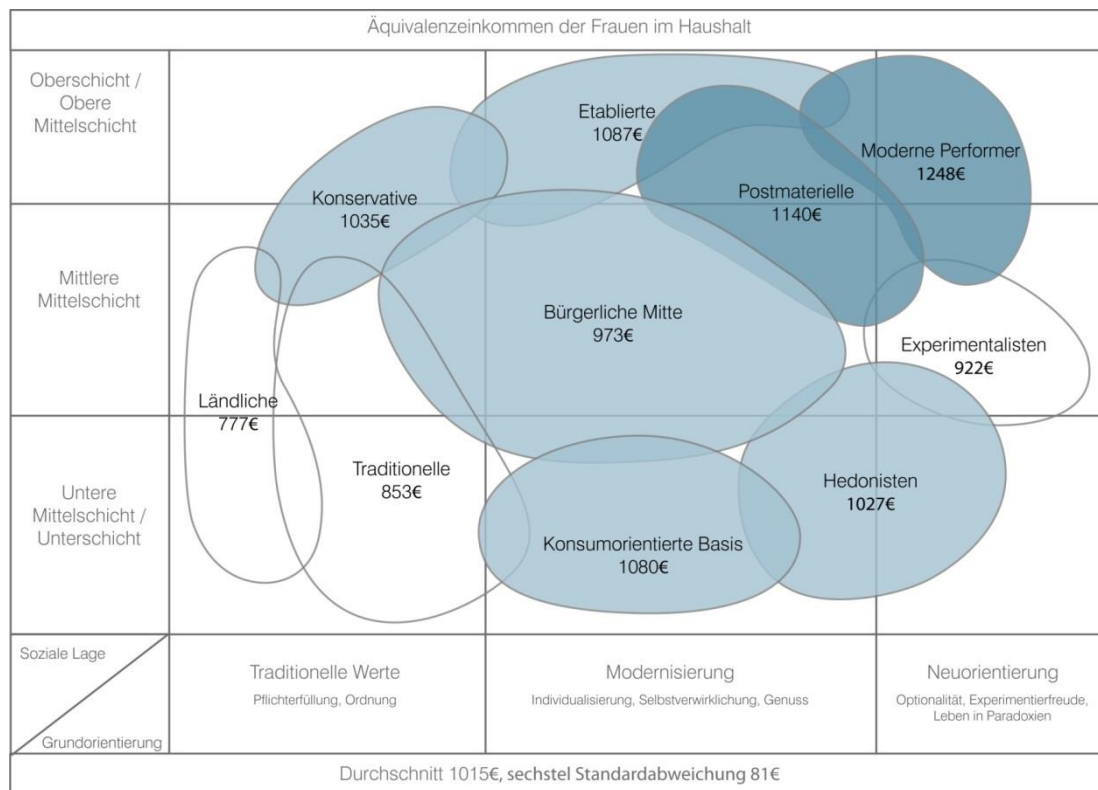 Äquivalenzeinkommen der Frauen im Haushalt
Oberschicht /
Obere
Mittelschicht
Etablierte
1087€
Moderne Performer
1248€
Konservative
1035€
Postmaterielle
1140€
Mittlere
Mittelschicht
Bürgerliche Mitte
973€
Experimentalisten
922€
Ländliche
777€
Traditionelle
853€
Hedonisten
1027€
Untere
Mittelschicht /
Unterschicht
Konsumorientierte Basis
1080€
Soziale Lage
Grundorientierung
Traditionelle Werte
Pflichterfüllung, Ordnung
Modernisierung
Individualisierung, Selbstverwirklichung, Genuss
Neuorientierung
Optionalität, Experimentierfreude,
Leben in Paradoxien
Durchschnitt 1015€, sechstel Standardabweichung 81€